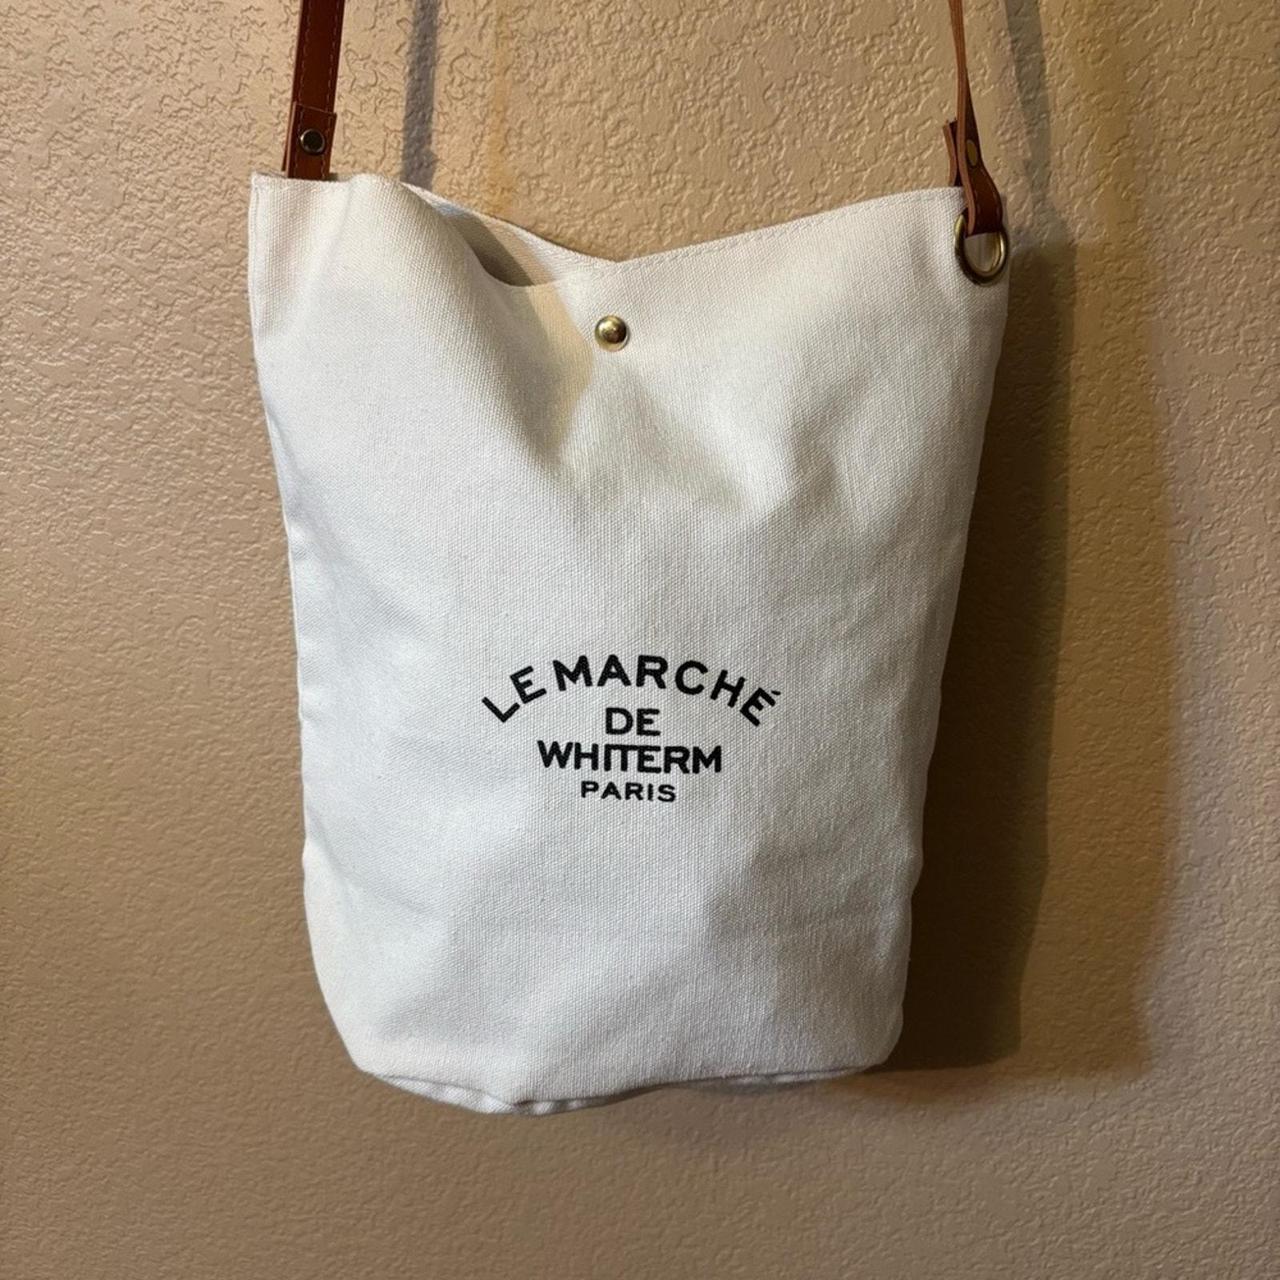 LE MARCHÉ
DE
WHITERM
PARIS